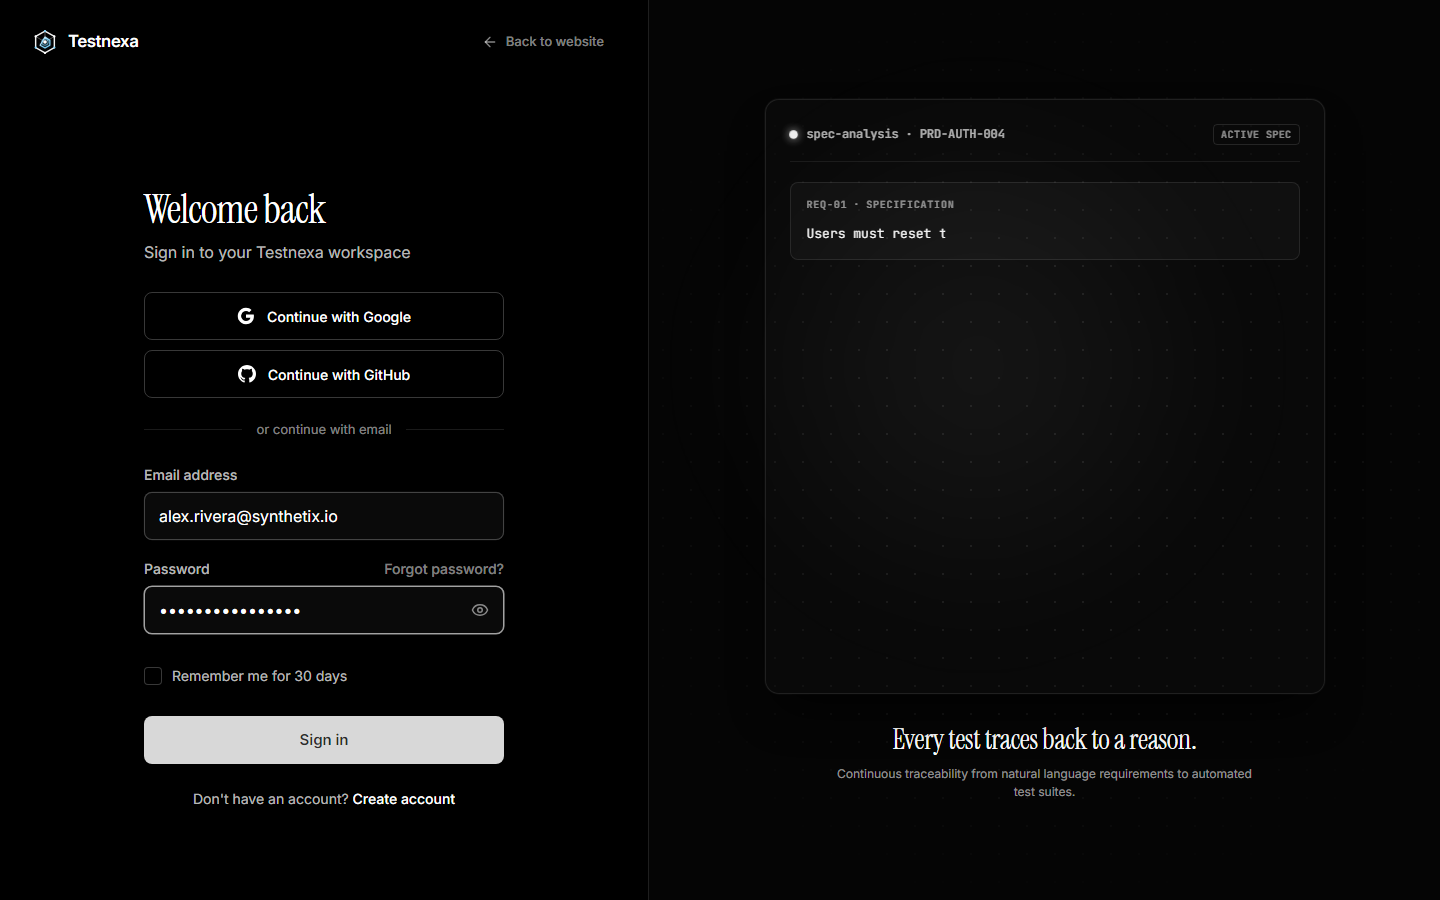 Testnexa
Back to website
Welcome back
Sign in to your Testnexa workspace
Continue with Google
Continue with GitHub
or continue with email
Email address
alex.rivera@synthetix.io
Password
Forgot password?
Remember me for 30 days
Sign in
Don't have an account? Create account
spec-analysis · PRD-AUTH-004
ACTIVE SPEC
REQ-01 · SPECIFICATION
Users must reset t
Every test traces back to a reason.
Continuous traceability from natural language requirements to automated
test suites.